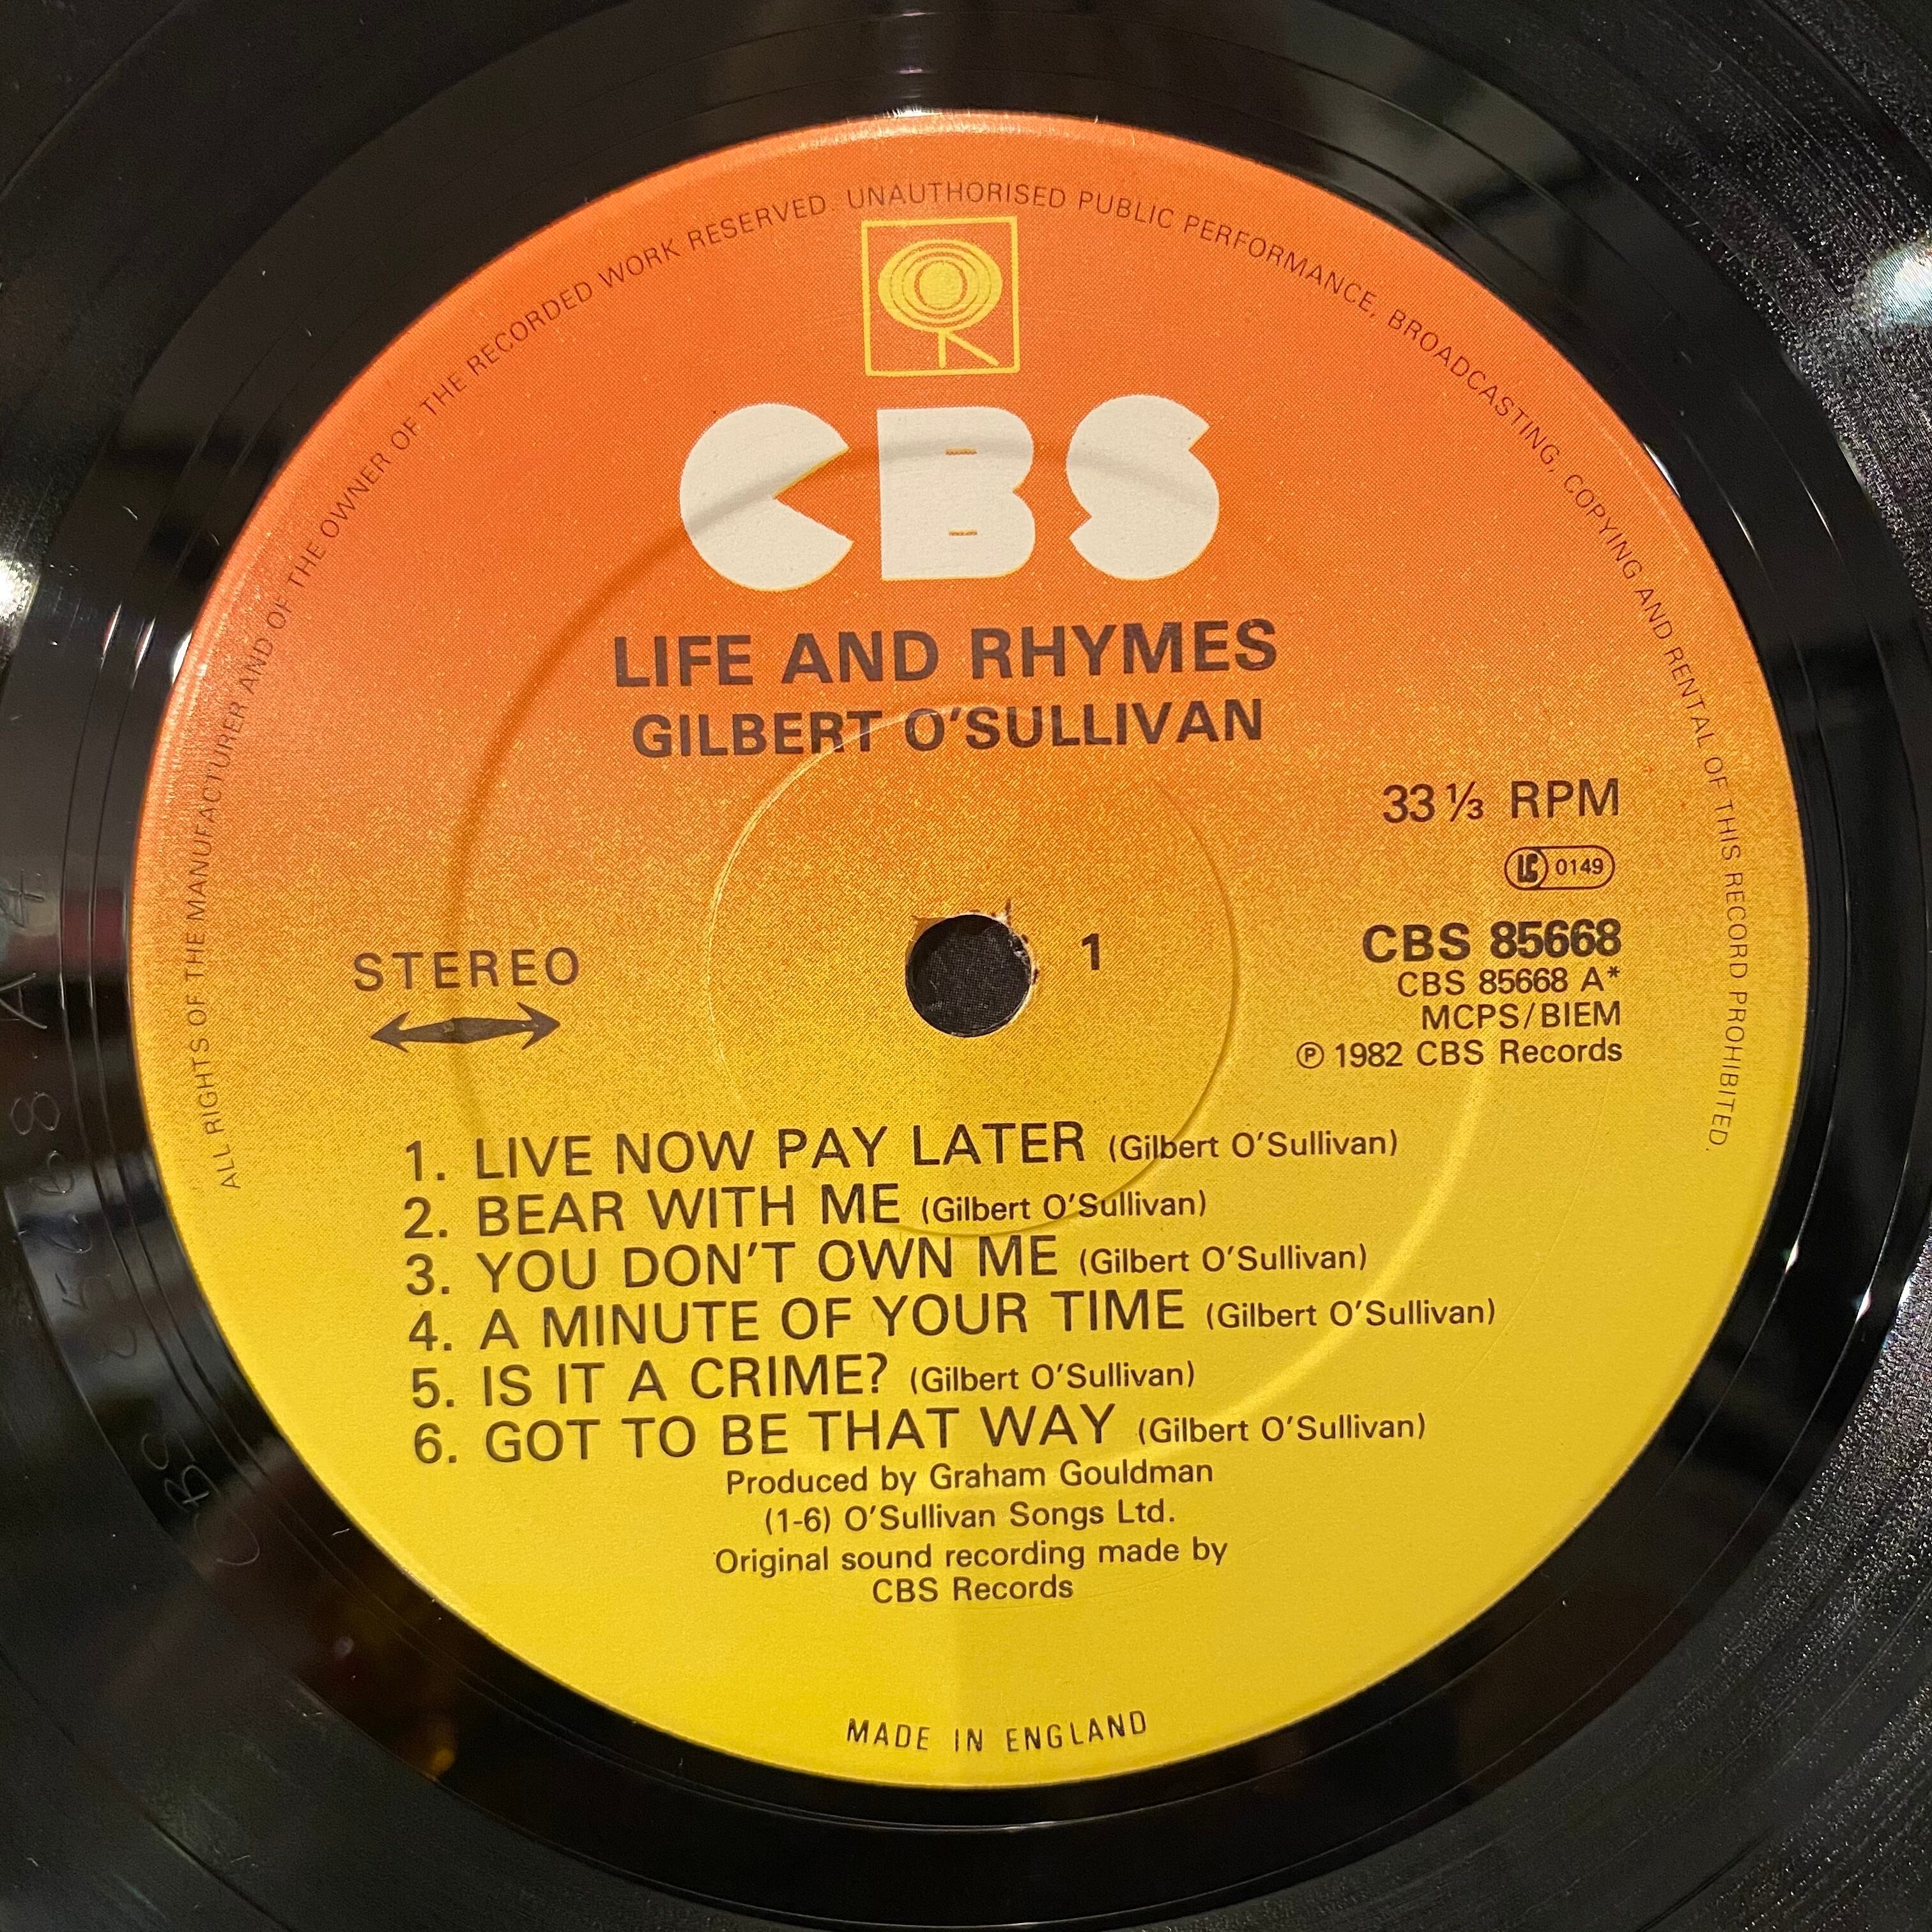 ALL RIGHTS OF THE MANUFACTURER AND OF THE OWNER OF THE RECORDED WORK RESERVED. UNAUTHORISED PUBLIC PERFORMANCE, BROADCASTING, COPYING AND RENTAL OF THIS RECORD PROHIBITED.
CBS
LIFE AND RHYMES
GILBERT O'SULLIVAN
33 ⅓ RPM
LC 0149
STEREO
1
CBS 85668
CBS 85668 A*
MCPS/BIEM
℗ 1982 CBS Records
1. LIVE NOW PAY LATER (Gilbert O'Sullivan)
2. BEAR WITH ME (Gilbert O'Sullivan)
3. YOU DON'T OWN ME (Gilbert O'Sullivan)
4. A MINUTE OF YOUR TIME (Gilbert O'Sullivan)
5. IS IT A CRIME? (Gilbert O'Sullivan)
6. GOT TO BE THAT WAY (Gilbert O'Sullivan)
Produced by Graham Gouldman
(1-6) O'Sullivan Songs Ltd.
Original sound recording made by
CBS Records
MADE IN ENGLAND